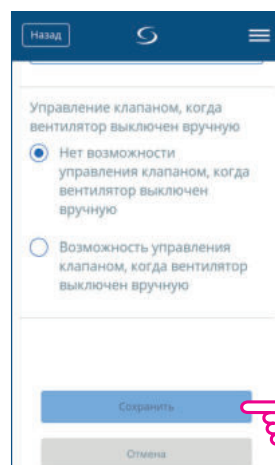 Назад
Управление клапаном, когда
вентилятор выключен вручную
Нет возможности
управления клапаном, когда
вентилятор выключен
вручную
Возможность управления
клапаном, когда вентилятор
выключен вручную
Сохранить
Отмена